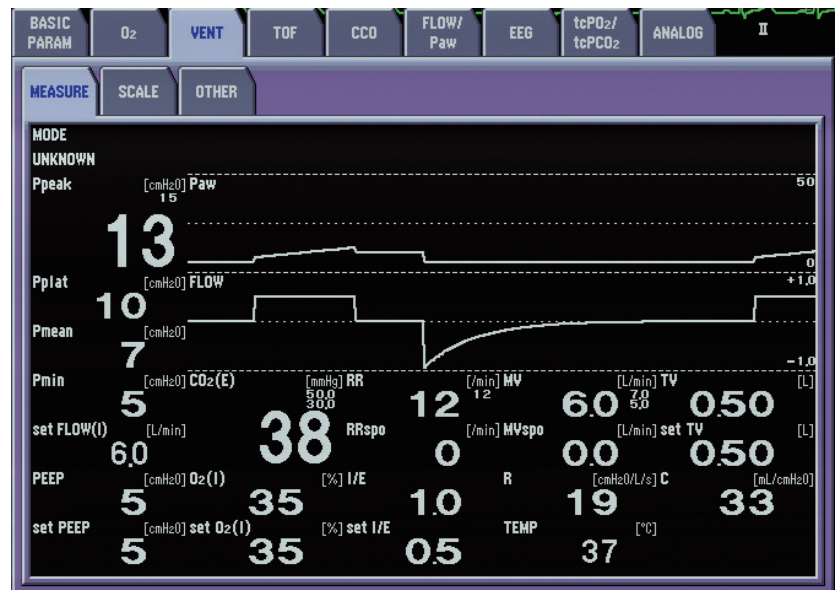 BASIC PARAM O₂ VENT TOF CCO FLOW/ Paw EEG tcPO₂/ tcPCO₂ ANALOG II
MEASURE SCALE OTHER
MODE
UNKNOWN
Ppeak [cmH₂O] 15 13 Paw 50 0
Pplat [cmH₂O] 10 FLOW +1.0 -1.0
Pmean [cmH₂O] 7
Pmin [cmH₂O] 5 CO₂(E) [mmHg] 50.0 30.0 38 RR [/min] 12 12 MV [L/min] 6.0 7.0 5.0 TV [L] 0.50
set FLOW(I) [L/min] 6.0 RRspo [/min] 0 MVspo [L/min] 0.0 set TV [L] 0.50
PEEP [cmH₂O] 5 O₂(I) [%] 35 I/E 1.0 R [cmH₂O/L/s] 19 C [mL/cmH₂O] 33
set PEEP [cmH₂O] 5 set O₂(I) [%] 35 set I/E 0.5 TEMP [°C] 37